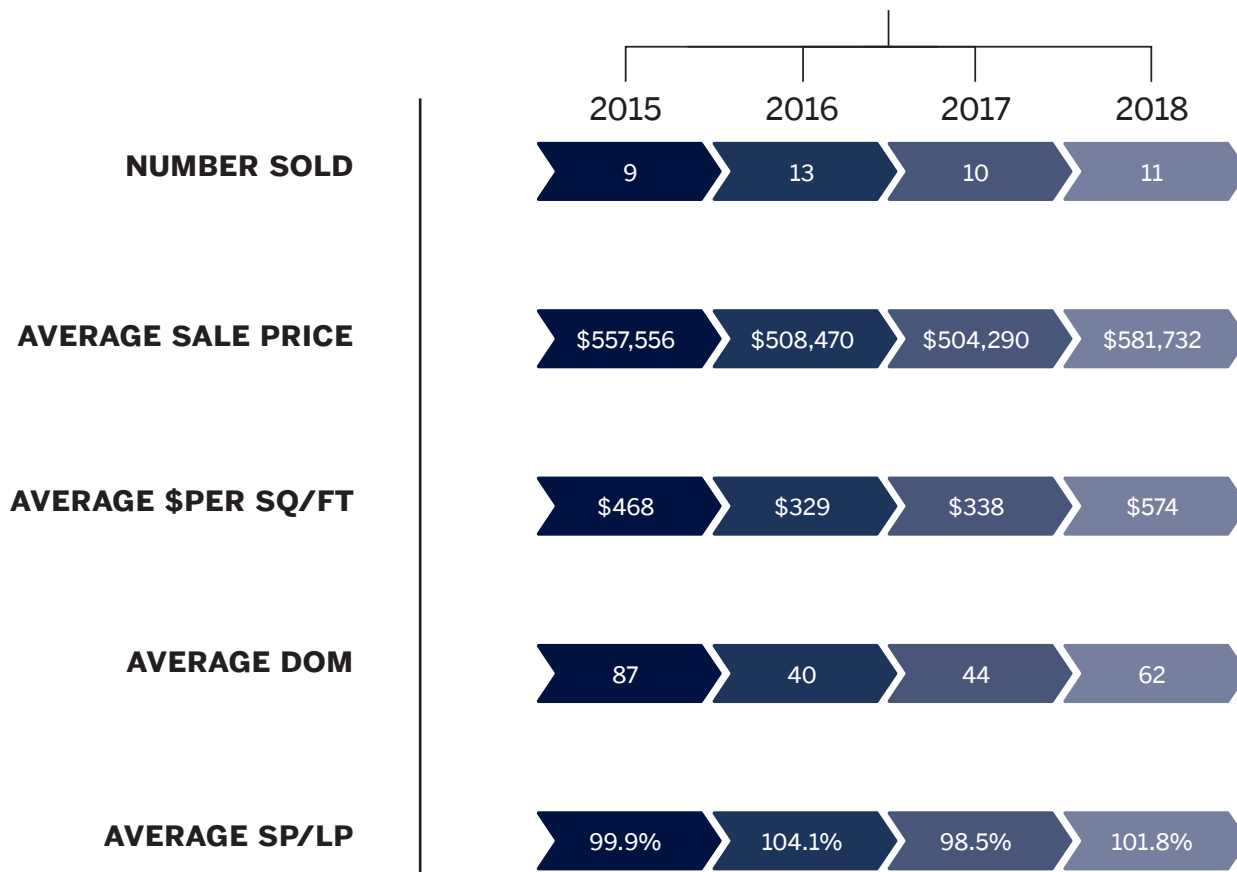 2015 2016 2017 2018
NUMBER SOLD 9 13 10 11
AVERAGE SALE PRICE $557,556 $508,470 $504,290 $581,732
AVERAGE $PER SQ/FT $468 $329 $338 $574
AVERAGE DOM 87 40 44 62
AVERAGE SP/LP 99.9% 104.1% 98.5% 101.8%